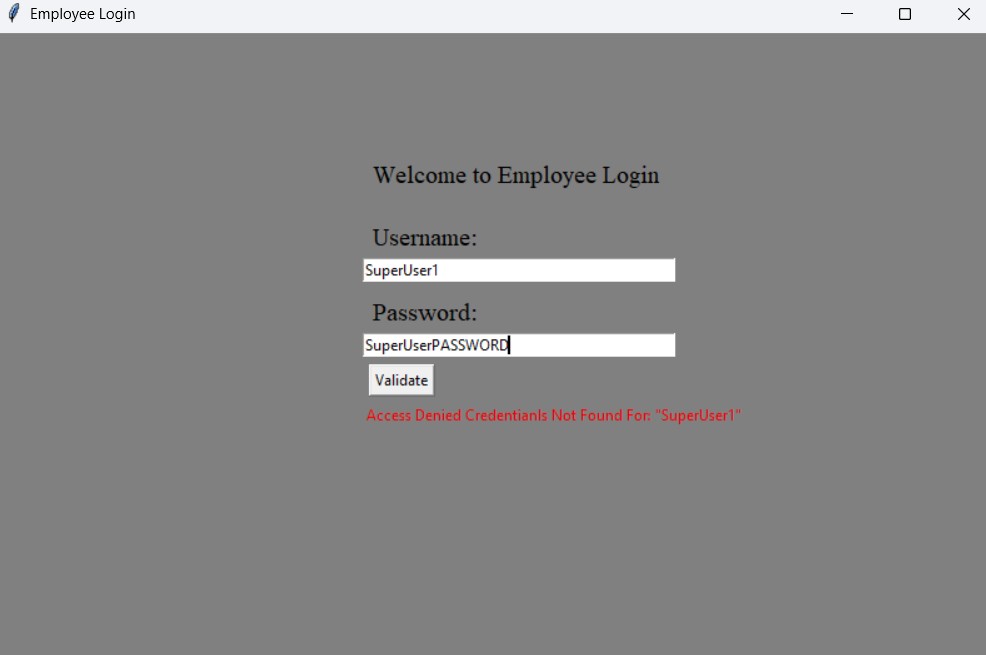 Employee Login
Welcome to Employee Login
Username:
SuperUser1
Password:
SuperUserPASSWORD
Validate
Access Denied Credentianls Not Found For: "SuperUser1"